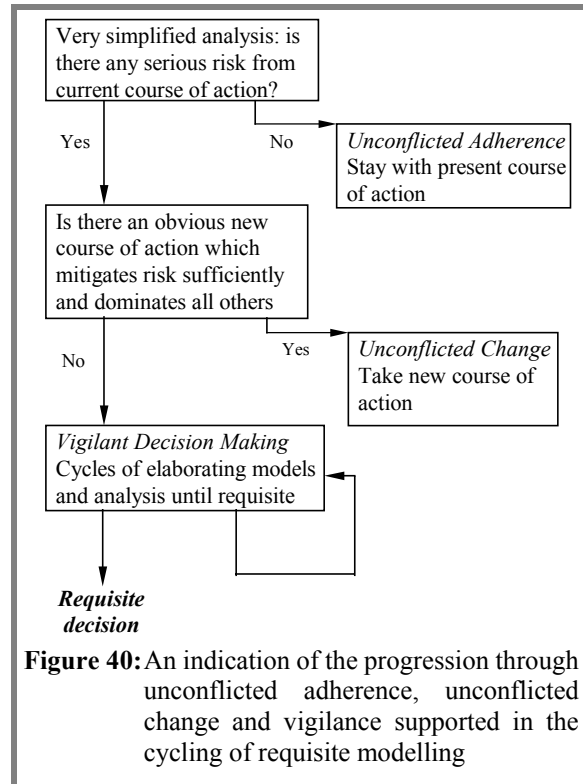 Very simplified analysis: is
there any serious risk from
current course of action?
Yes
No
Unconflicted Adherence
Stay with present course
of action
Is there an obvious new
course of action which
mitigates risk sufficiently
and dominates all others
No
Yes
Unconflicted Change
Take new course of
action
Vigilant Decision Making
Cycles of elaborating models
and analysis until requisite
Requisite
decision
Figure 40: An indication of the progression through
unconflicted adherence, unconflicted
change and vigilance supported in the
cycling of requisite modelling